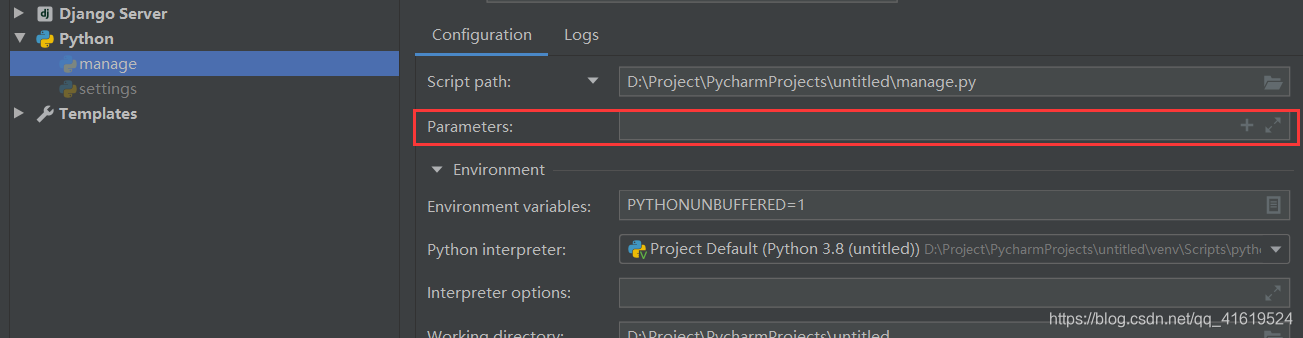 Django Server
Python
manage
settings
Templates
Configuration
Logs
Script path:
D:\Project\PycharmProjects\untitled\manage.py
Parameters:
Environment
Environment variables:
PYTHONUNBUFFERED=1
Python interpreter:
Project Default (Python 3.8 (untitled)) D:\Project\PycharmProjects\untitled\venv\Scripts\pytho
Interpreter options:
Working directory:
D:\Project\PycharmProjects\untitled
https://blog.csdn.net/qq_41619524